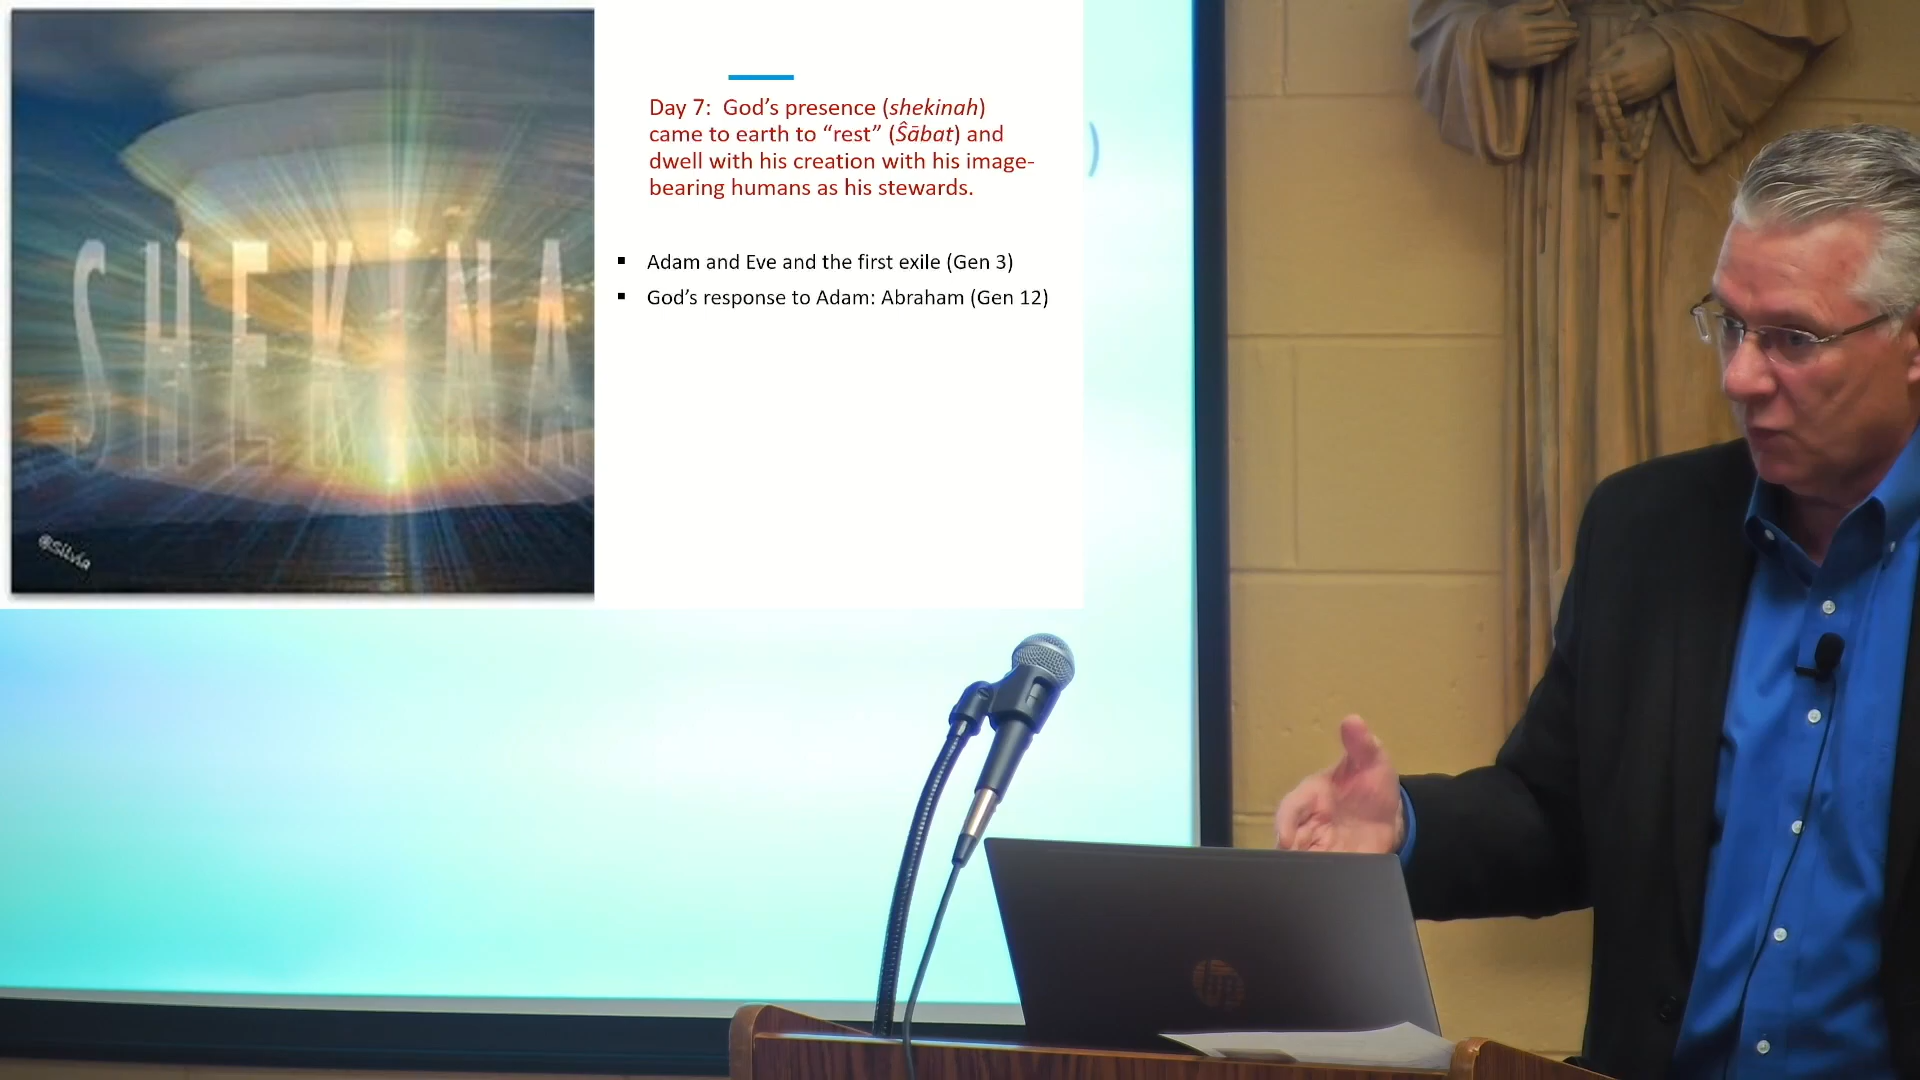 SHEKINA
@Silvia
Day 7: God’s presence (shekinah)
came to earth to “rest” (Ŝābat) and
dwell with his creation with his image-
bearing humans as his stewards.
▪ Adam and Eve and the first exile (Gen 3)
▪ God’s response to Adam: Abraham (Gen 12)
)
hp